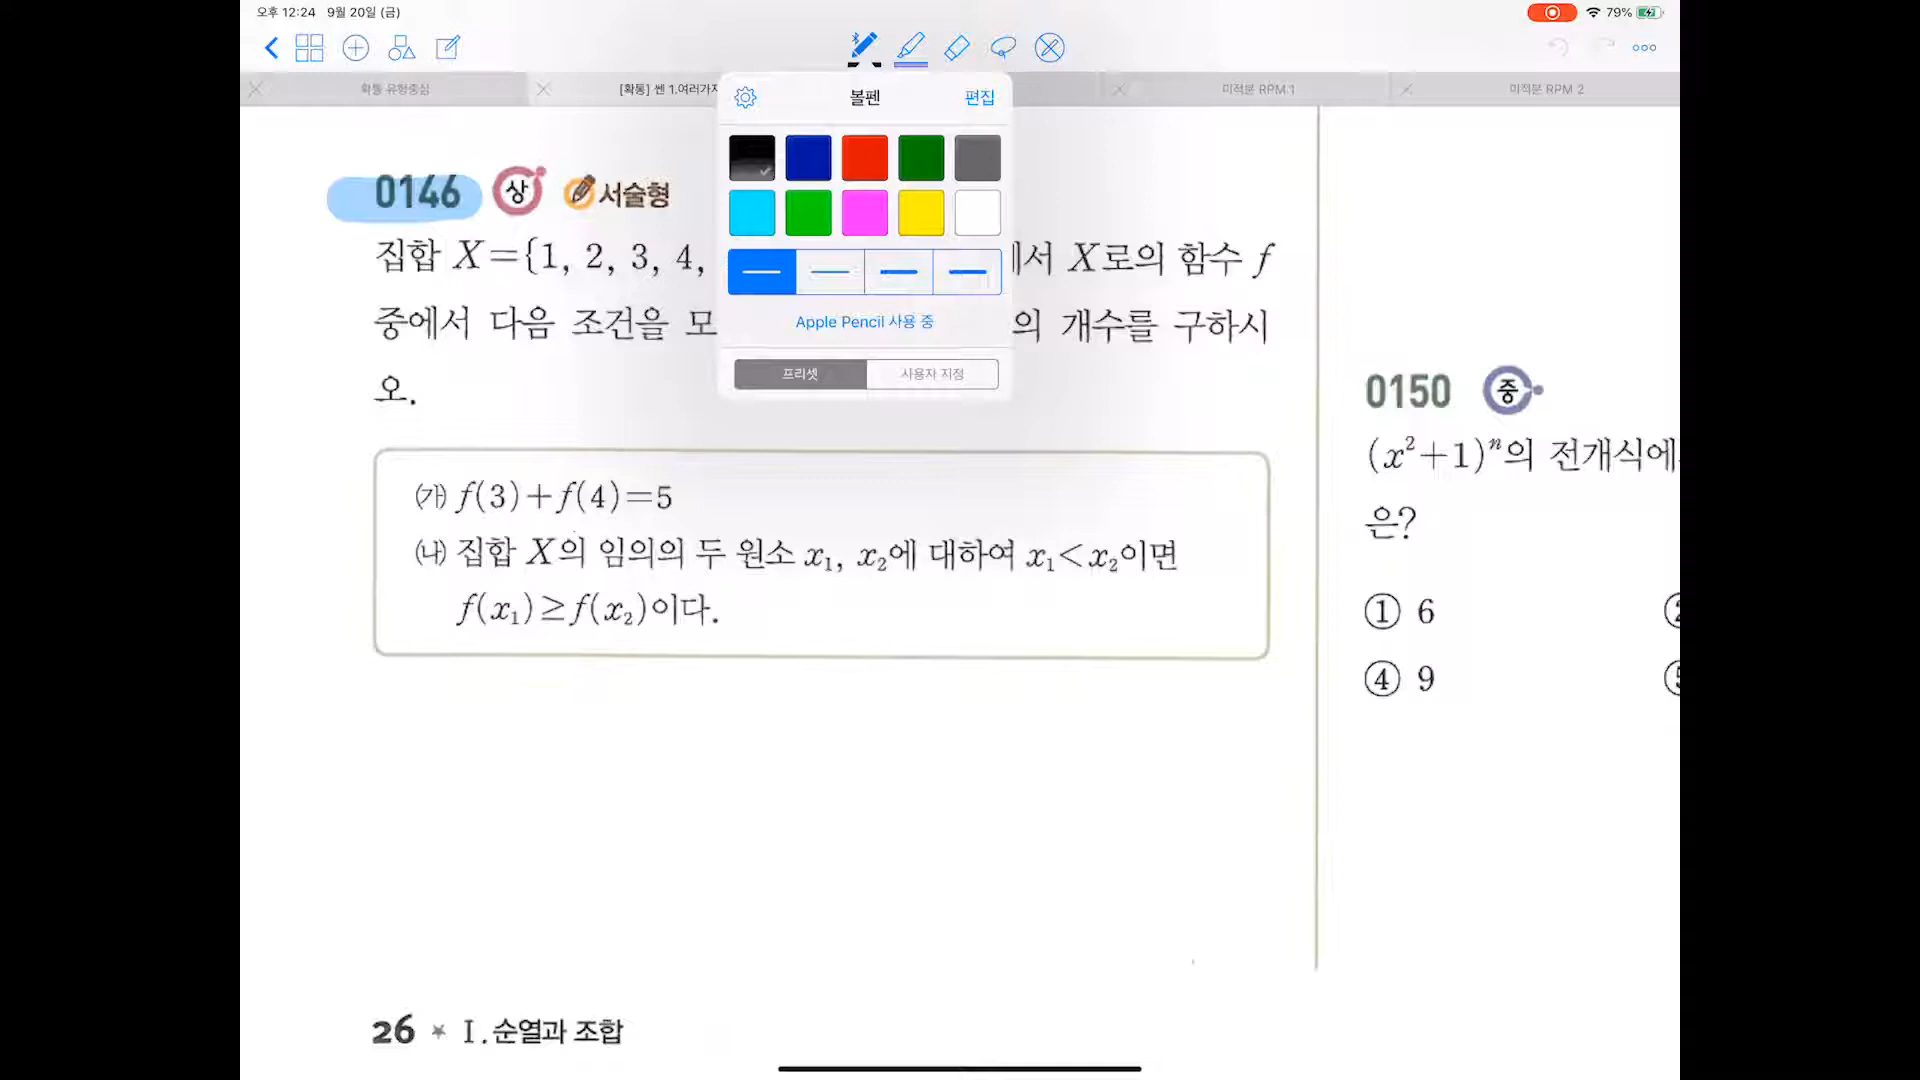 오후 12:24 9월 20일 (금)
79%
확통 유형중심
[확통] 쎈 1.여러가지
미적분 RPM 1
미적분 RPM 2
볼펜
편집
Apple Pencil 사용 중
프리셋
사용자 지정
0146 상 서술형
집합 X={1, 2, 3, 4, 에서 X로의 함수 f
중에서 다음 조건을 모 의 개수를 구하시
오.
㈎ f(3)+f(4)=5
㈏ 집합 X의 임의의 두 원소 x₁, x₂에 대하여 x₁<x₂이면
f(x₁)≥f(x₂)이다.
26 ★ Ⅰ. 순열과 조합
0150 중
(x²+1)ⁿ의 전개식에
은?
① 6
④ 9